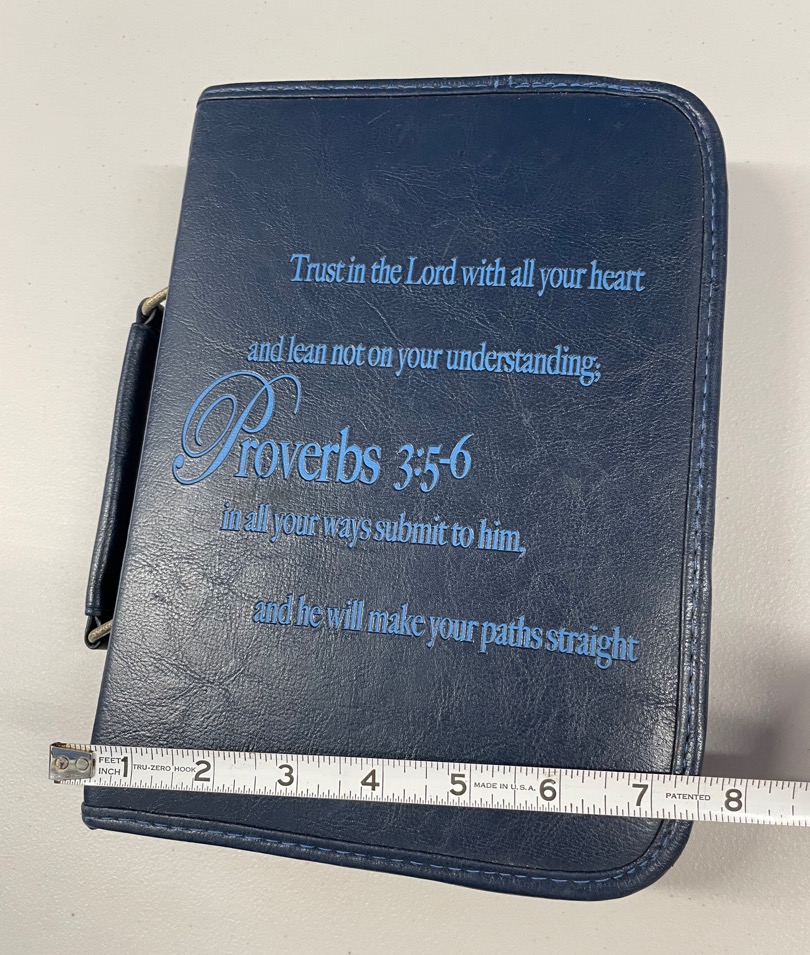 Trust in the Lord with all your heart
and lean not on your understanding;
Proverbs 3:5-6
in all your ways submit to him,
and he will make your paths straight
FEET 1 TRU-ZERO HOOK 2 3 4 5 MADE IN U.S.A. 6 7 PATENTED 8
INCH